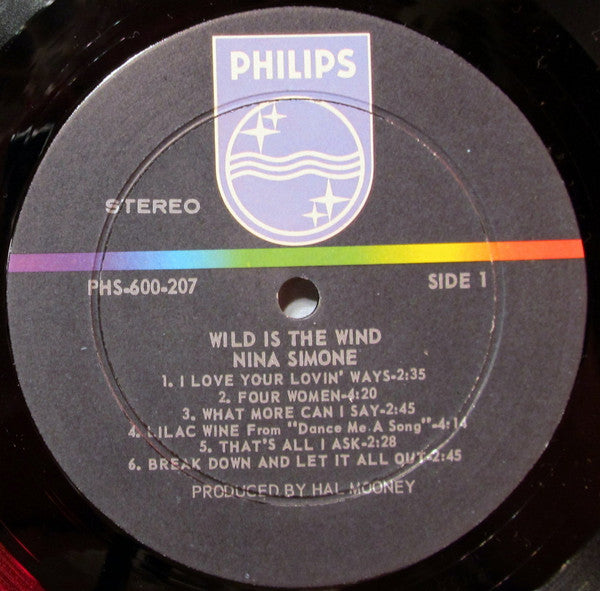 PHILIPS
STEREO
PHS-600-207
SIDE 1
WILD IS THE WIND
NINA SIMONE
1. I LOVE YOUR LOVIN' WAYS-2:35
2. FOUR WOMEN-4:20
3. WHAT MORE CAN I SAY-2:45
4. LILAC WINE From "Dance Me A Song"-4:14
5. THAT'S ALL I ASK-2:28
6. BREAK DOWN AND LET IT ALL OUT-2:45
PRODUCED BY HAL MOONEY